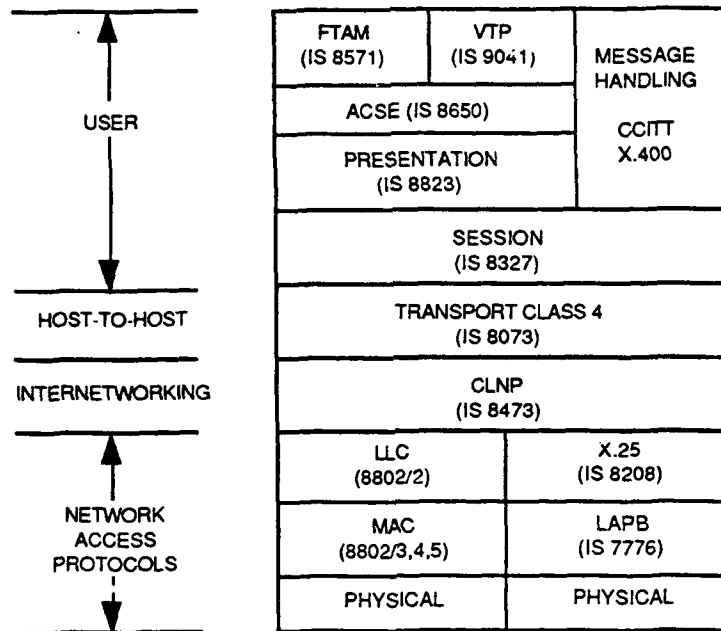 USER
HOST-TO-HOST
INTERNETWORKING
NETWORK
ACCESS
PROTOCOLS
FTAM
(IS 8571)
VTP
(IS 9041)
MESSAGE
HANDLING
CCITT
X.400
ACSE (IS 8650)
PRESENTATION
(IS 8823)
SESSION
(IS 8327)
TRANSPORT CLASS 4
(IS 8073)
CLNP
(IS 8473)
LLC
(8802/2)
X.25
(IS 8208)
MAC
(8802/3,4,5)
LAPB
(IS 7776)
PHYSICAL
PHYSICAL